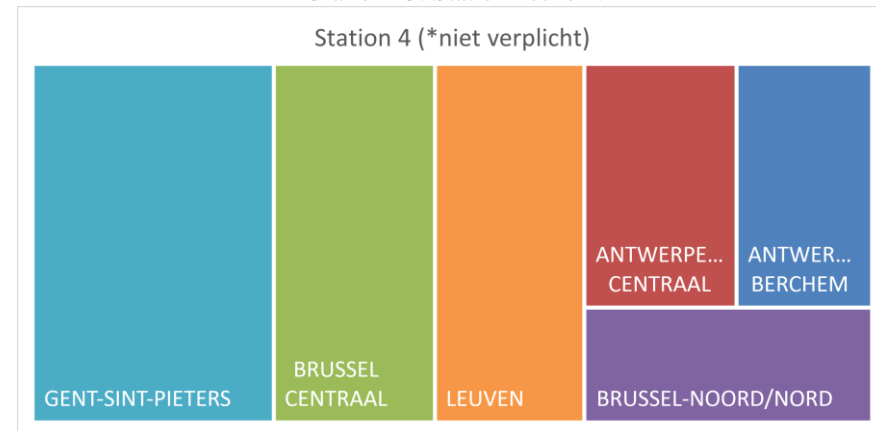 Station 4 (*niet verplicht)
GENT-SINT-PIETERS
BRUSSEL
CENTRAAL
LEUVEN
ANTWERPE...
CENTRAAL
ANTWER...
BERCHEM
BRUSSEL-NOORD/NORD